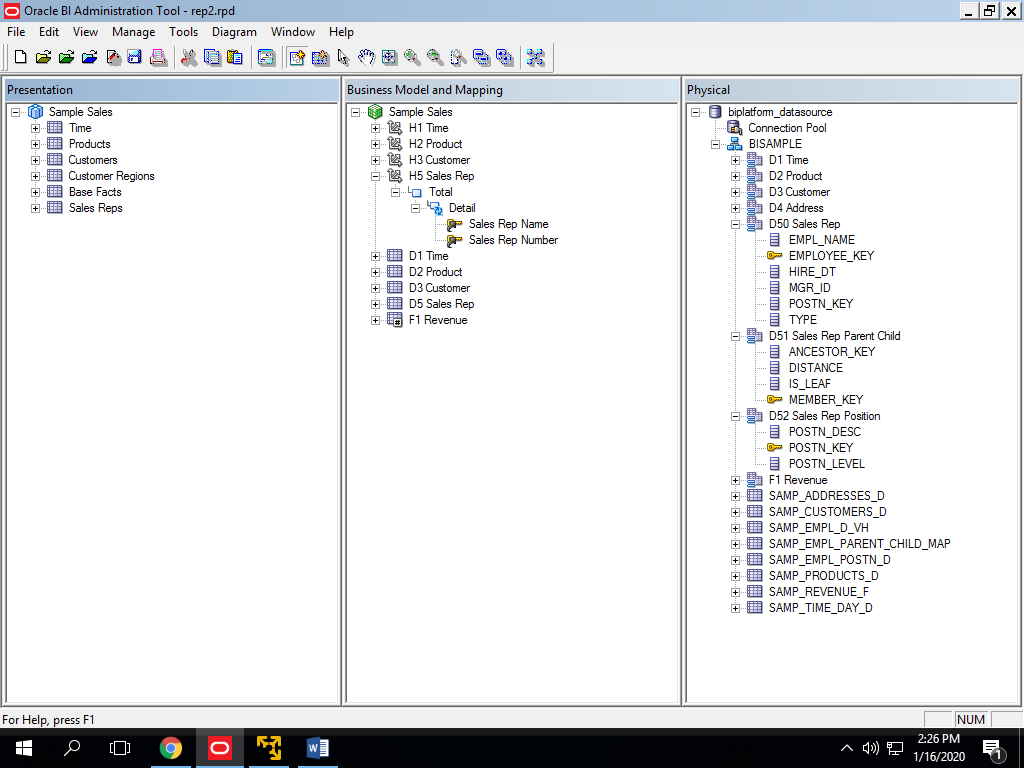 Oracle BI Administration Tool - rep2.rpd
File Edit View Manage Tools Diagram Window Help
Presentation
Sample Sales
Time
Products
Customers
Customer Regions
Base Facts
Sales Reps
Business Model and Mapping
Sample Sales
H1 Time
H2 Product
H3 Customer
H5 Sales Rep
Total
Detail
Sales Rep Name
Sales Rep Number
D1 Time
D2 Product
D3 Customer
D5 Sales Rep
F1 Revenue
Physical
biplatform_datasource
Connection Pool
BISAMPLE
D1 Time
D2 Product
D3 Customer
D4 Address
D50 Sales Rep
EMPL_NAME
EMPLOYEE_KEY
HIRE_DT
MGR_ID
POSTN_KEY
TYPE
D51 Sales Rep Parent Child
ANCESTOR_KEY
DISTANCE
IS_LEAF
MEMBER_KEY
D52 Sales Rep Position
POSTN_DESC
POSTN_KEY
POSTN_LEVEL
F1 Revenue
SAMP_ADDRESSES_D
SAMP_CUSTOMERS_D
SAMP_EMPL_D_VH
SAMP_EMPL_PARENT_CHILD_MAP
SAMP_EMPL_POSTN_D
SAMP_PRODUCTS_D
SAMP_REVENUE_F
SAMP_TIME_DAY_D
For Help, press F1
NUM
2:26 PM
1/16/2020
1